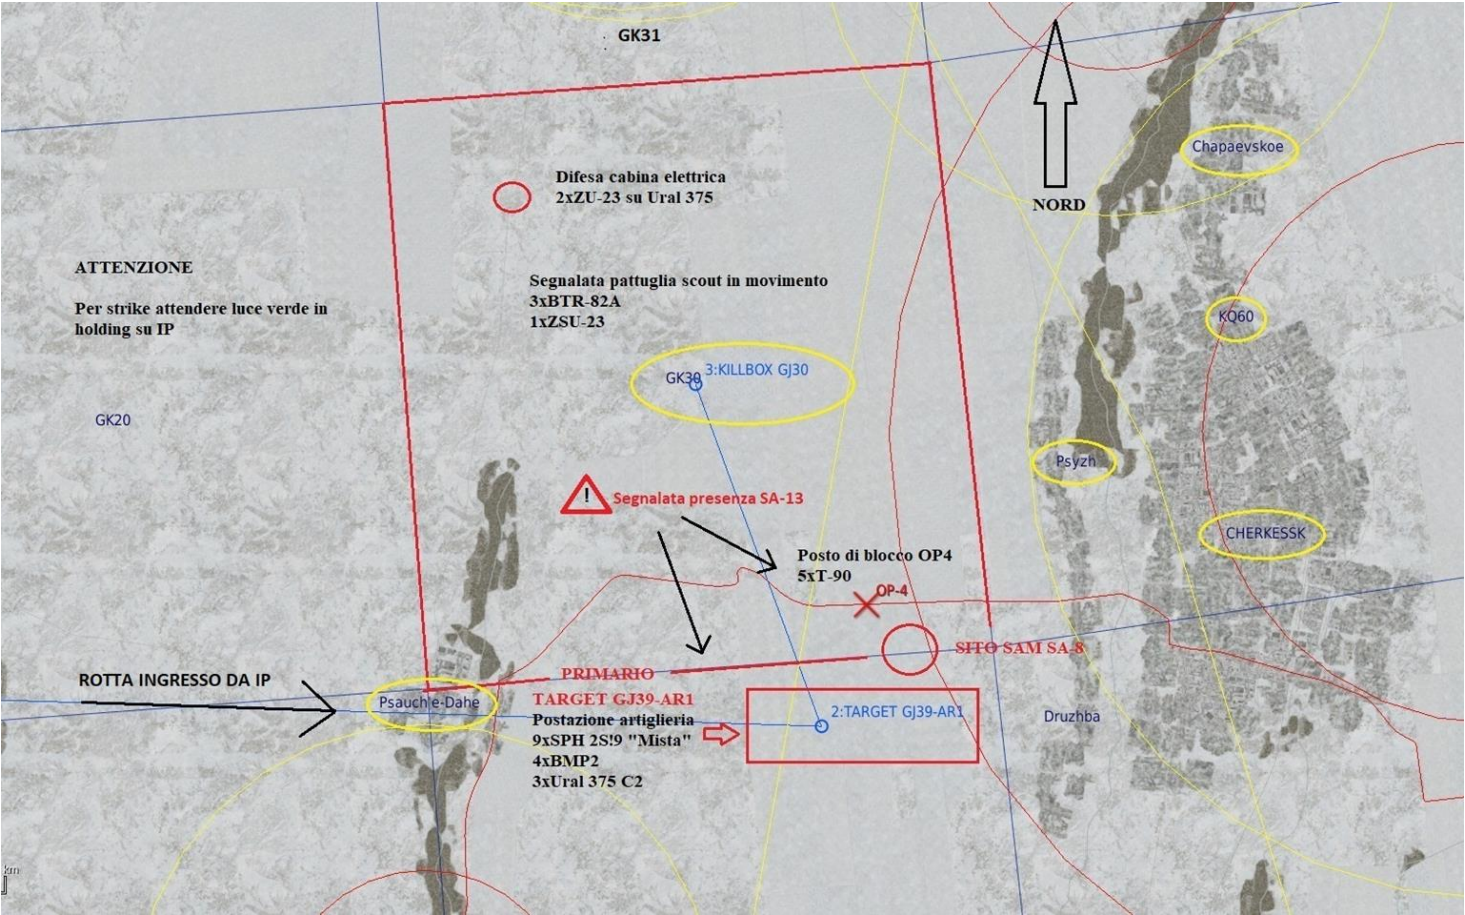 GK31
Chapaevskoe
Difesa cabina elettrica
2xZU-23 su Ural 375
NORD
ATTENZIONE
Per strike attendere luce verde in
holding su IP
Segnalata pattuglia scout in movimento
3xBTR-82A
1xZSU-23
KQ60
3:KILLBOX GJ30
GK30
GK20
Psyzh
! Segnalata presenza SA-13
CHERKESSK
Posto di blocco OP4
5xT-90
OP-4
SITO SAM SA-8
ROTTA INGRESSO DA IP
PRIMARIO
TARGET GJ39-AR1
Psauch'e-Dahe
Postazione artiglieria
9xSPH 2S!9 "Mista"
4xBMP2
3xUral 375 C2
2:TARGET GJ39-AR1
Druzhba
km